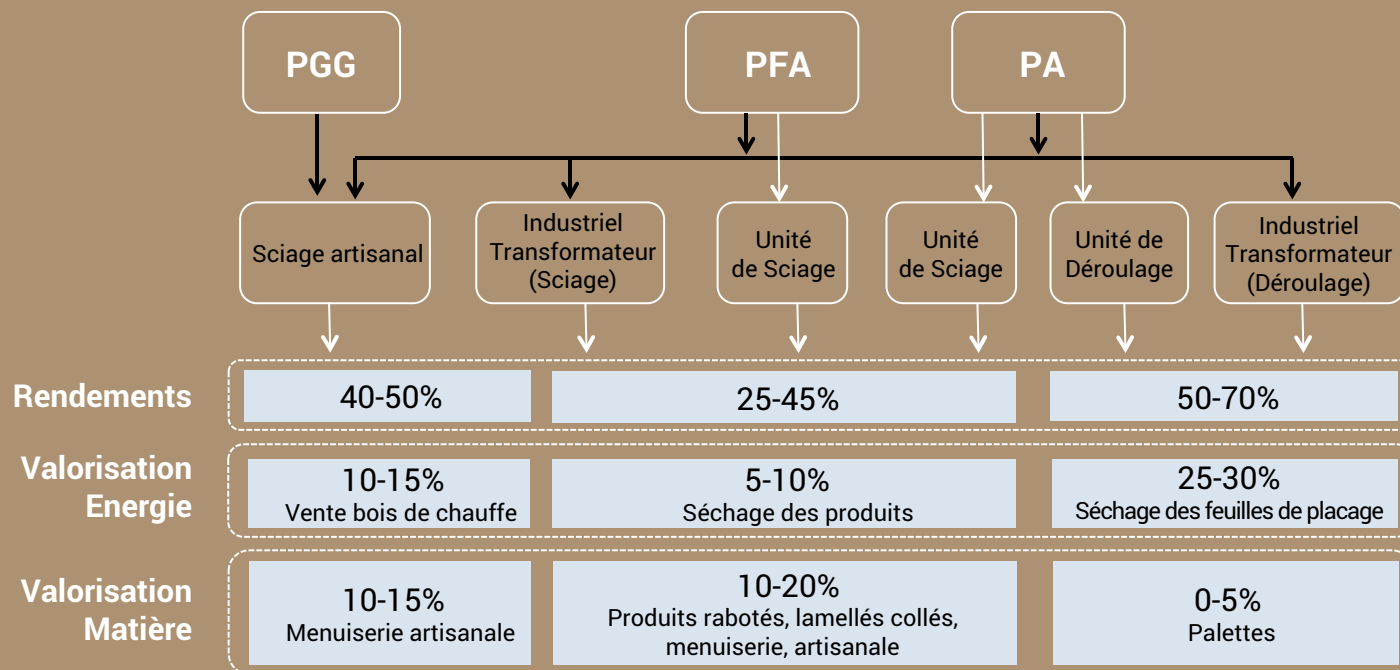 PGG
PFA
PA
Sciage artisanal
Industriel
Transformateur
(Sciage)
Unité
de Sciage
Unité
de Sciage
Unité de
Déroulage
Industriel
Transformateur
(Déroulage)
Rendements
40-50%
25-45%
50-70%
Valorisation
Energie
10-15%
Vente bois de chauffe
5-10%
Séchage des produits
25-30%
Séchage des feuilles de placage
Valorisation
Matière
10-15%
Menuiserie artisanale
10-20%
Produits rabotés, lamellés collés,
menuiserie, artisanale
0-5%
Palettes